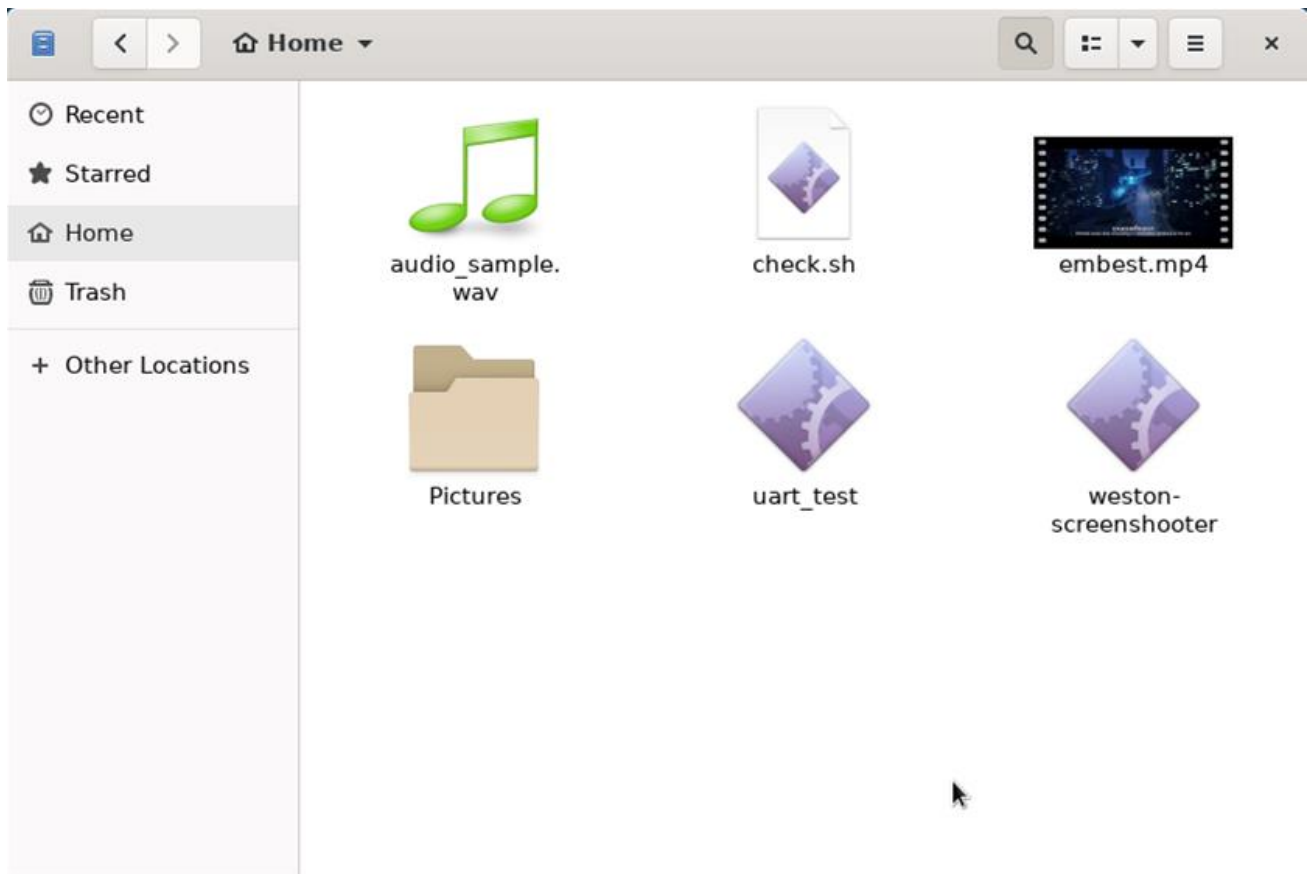 Home
Recent
Starred
Home
Trash
+ Other Locations
audio_sample.
wav
check.sh
embest.mp4
Pictures
uart_test
weston-
screenshooter